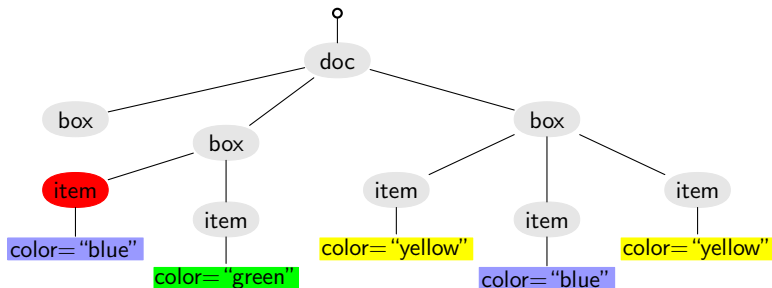 doc
box
box
box
item
item
item
item
item
color="blue"
color="green"
color="yellow"
color="blue"
color="yellow"